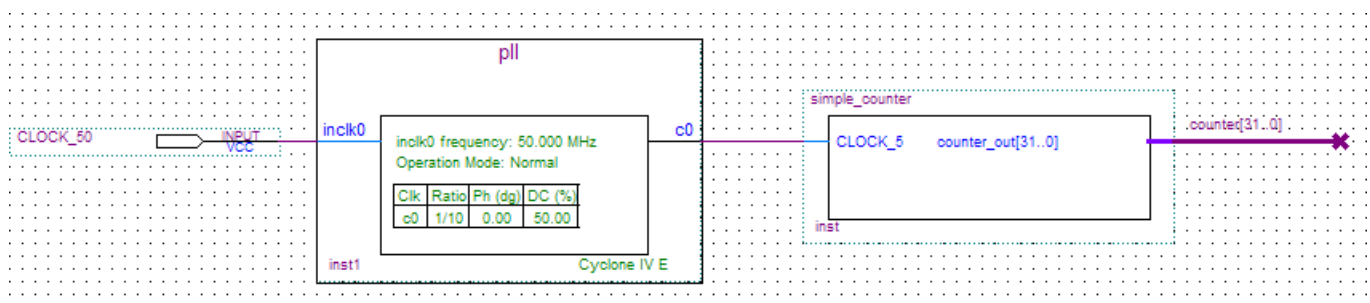 pll
simple_counter
CLOCK_50
INPUT
VCC
inclk0
c0
inclk0 frequency: 50.000 MHz
Operation Mode: Normal
Clk Ratio Ph (dg) DC (%)
c0 1/10 0.00 50.00
inst1
Cyclone IV E
CLOCK_5 counter_out[31..0]
inst
counter[31..0]